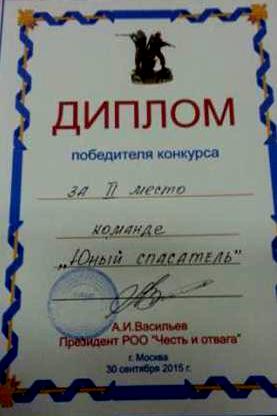 ДИПЛОМ
победителя конкурса
за II место
команде
„Юный спасатель"
А.И.Васильев
Президент РОО "Честь и отвага"
г. Москва
30 сентября 2015 г.